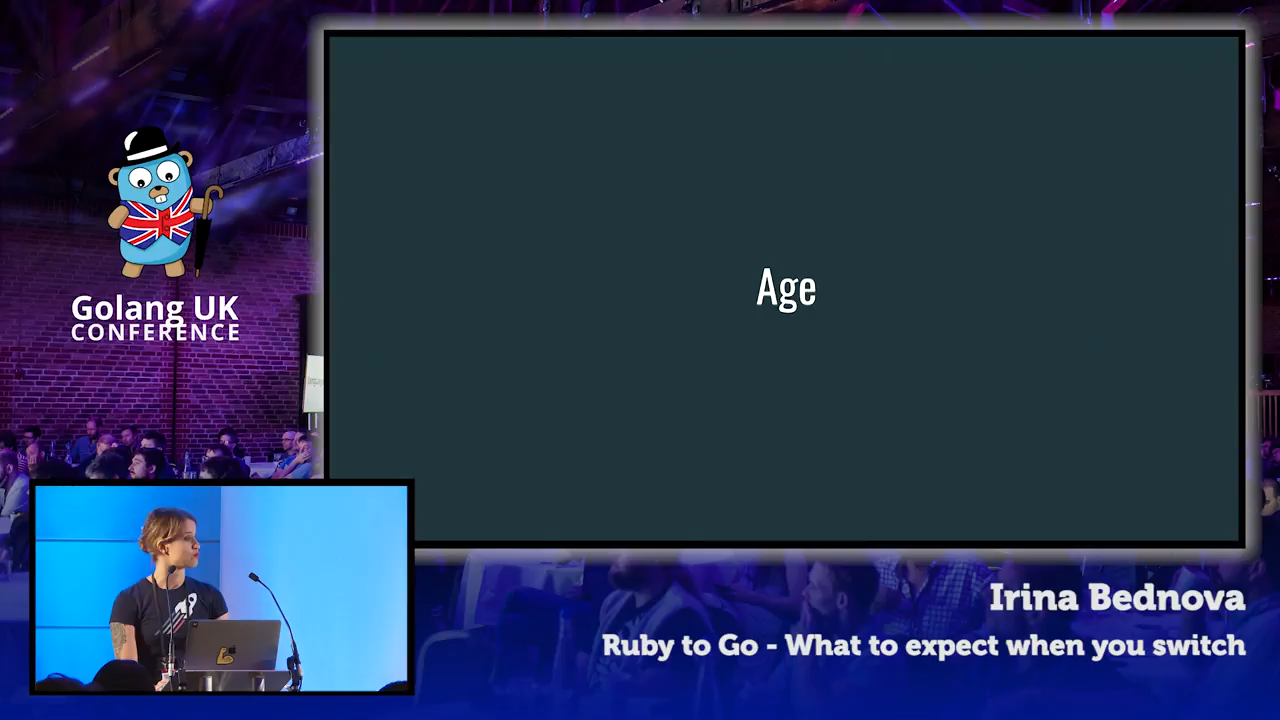 Golang UK
CONFERENCE
Age
Irina Bednova
Ruby to Go - What to expect when you switch